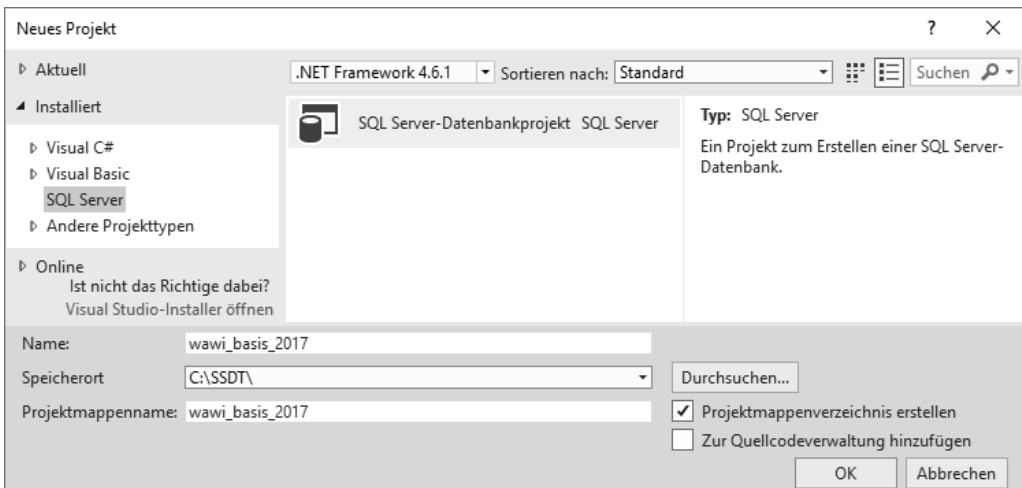 Neues Projekt
?
Aktuell
.NET Framework 4.6.1
Sortieren nach:
Standard
Suchen
Installiert
Visual C#
Visual Basic
SQL Server
Andere Projekttypen
SQL Server-Datenbankprojekt
SQL Server
Typ: SQL Server
Ein Projekt zum Erstellen einer SQL Server-
Datenbank.
Online
Ist nicht das Richtige dabei?
Visual Studio-Installer öffnen
Name:
wawi_basis_2017
Speicherort
C:\SSDT\
Durchsuchen...
Projektmappenname:
wawi_basis_2017
Projektmappenverzeichnis erstellen
Zur Quellcodeverwaltung hinzufügen
OK
Abbrechen